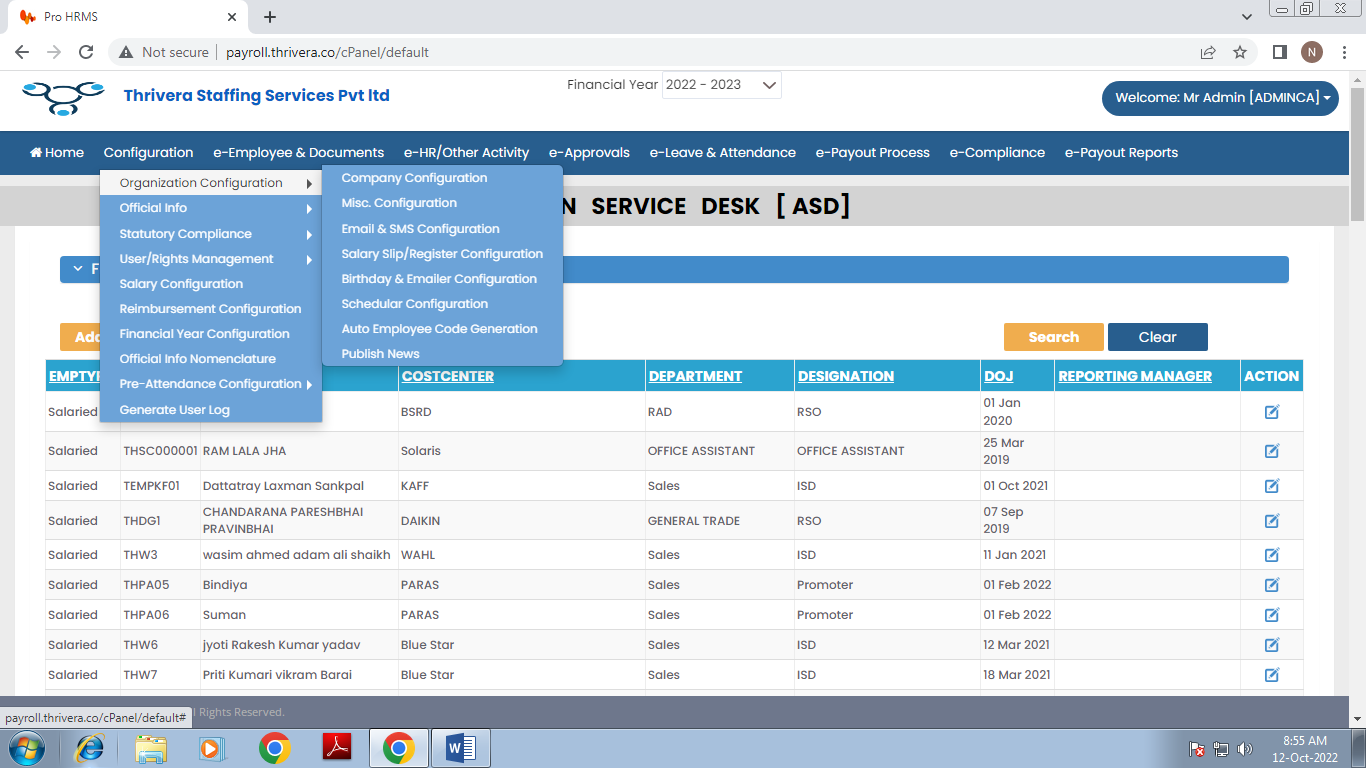 Pro HRMS
Not secure payroll.thrivera.co/cPanel/default
N
Thrivera Staffing Services Pvt ltd
Financial Year 2022 - 2023
Welcome: Mr Admin [ADMINCA]
Home Configuration e-Employee & Documents e-HR/Other Activity e-Approvals e-Leave & Attendance e-Payout Process e-Compliance e-Payout Reports
Organization Configuration
Official Info
Statutory Compliance
User/Rights Management
Salary Configuration
Reimbursement Configuration
Financial Year Configuration
Official Info Nomenclature
Pre-Attendance Configuration
Generate User Log
Company Configuration
Misc. Configuration
Email & SMS Configuration
Salary Slip/Register Configuration
Birthday & Emailer Configuration
Schedular Configuration
Auto Employee Code Generation
Publish News
N SERVICE DESK [ ASD]
F
Search Clear
COSTCENTER DEPARTMENT DESIGNATION DOJ REPORTING MANAGER ACTION
Salaried BSRD RAD RSO 01 Jan 2020
Salaried THSC000001 RAM LALA JHA Solaris OFFICE ASSISTANT OFFICE ASSISTANT 25 Mar 2019
Salaried TEMPKF01 Dattatray Laxman Sankpal KAFF Sales ISD 01 Oct 2021
Salaried THDG1 CHANDARANA PARESHBHAI PRAVINBHAI DAIKIN GENERAL TRADE RSO 07 Sep 2019
Salaried THW3 wasim ahmed adam ali shaikh WAHL Sales ISD 11 Jan 2021
Salaried THPA05 Bindiya PARAS Sales Promoter 01 Feb 2022
Salaried THPA06 Suman PARAS Sales Promoter 01 Feb 2022
Salaried THW6 jyoti Rakesh Kumar yadav Blue Star Sales ISD 12 Mar 2021
Salaried THW7 Priti Kumari vikram Barai Blue Star Sales ISD 18 Mar 2021
payroll.thrivera.co/cPanel/default#
l Rights Reserved.
8:55 AM
12-Oct-2022